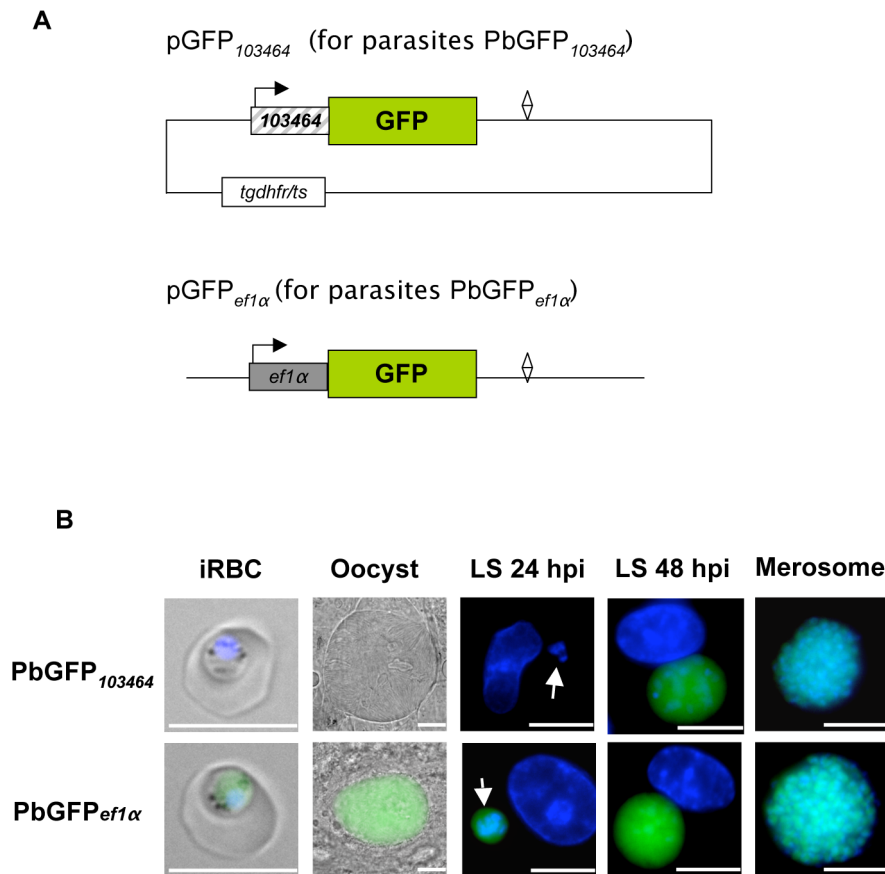 A
pGFP103464 (for parasites PbGFP103464)
103464 GFP
tgdhfr/ts
pGFPef1α (for parasites PbGFPef1α)
ef1α GFP
B
iRBC Oocyst LS 24 hpi LS 48 hpi Merosome
PbGFP103464
PbGFPef1α